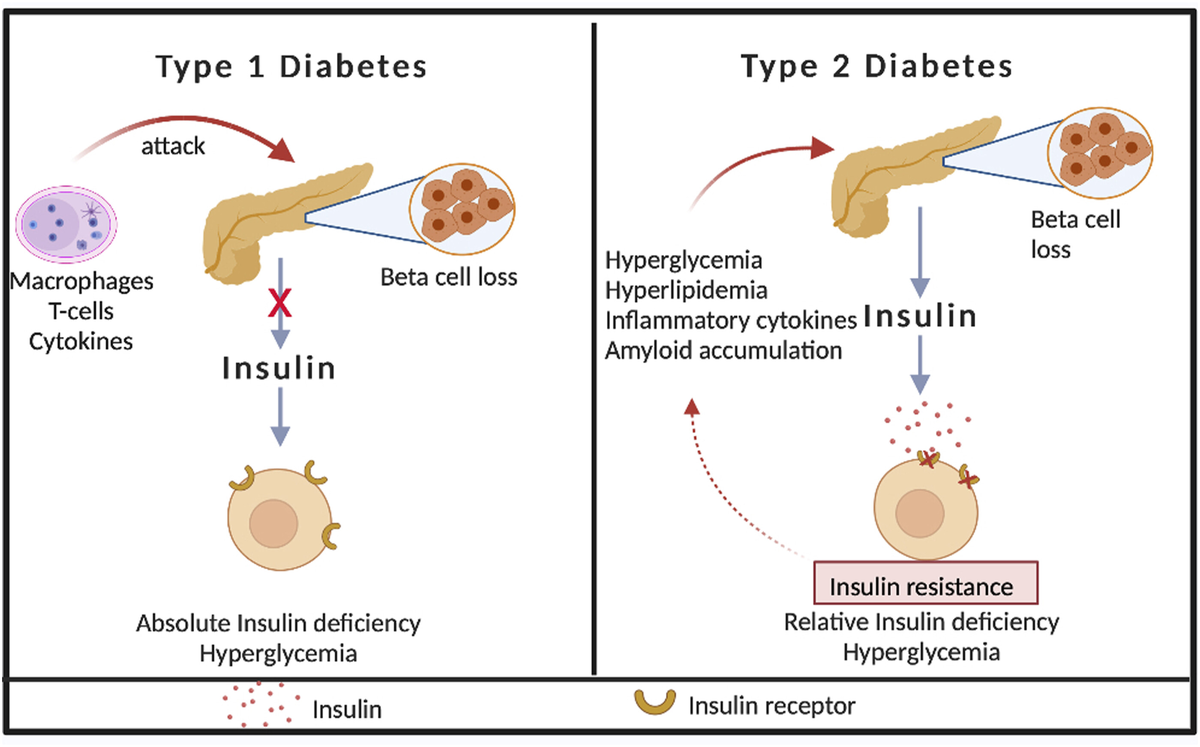 Type 1 Diabetes
attack
Macrophages
T-cells
Cytokines
Beta cell loss
X
Insulin
Absolute Insulin deficiency
Hyperglycemia
Type 2 Diabetes
Beta cell
loss
Hyperglycemia
Hyperlipidemia
Inflammatory cytokines
Amyloid accumulation
Insulin
Insulin resistance
Relative Insulin deficiency
Hyperglycemia
Insulin
Insulin receptor